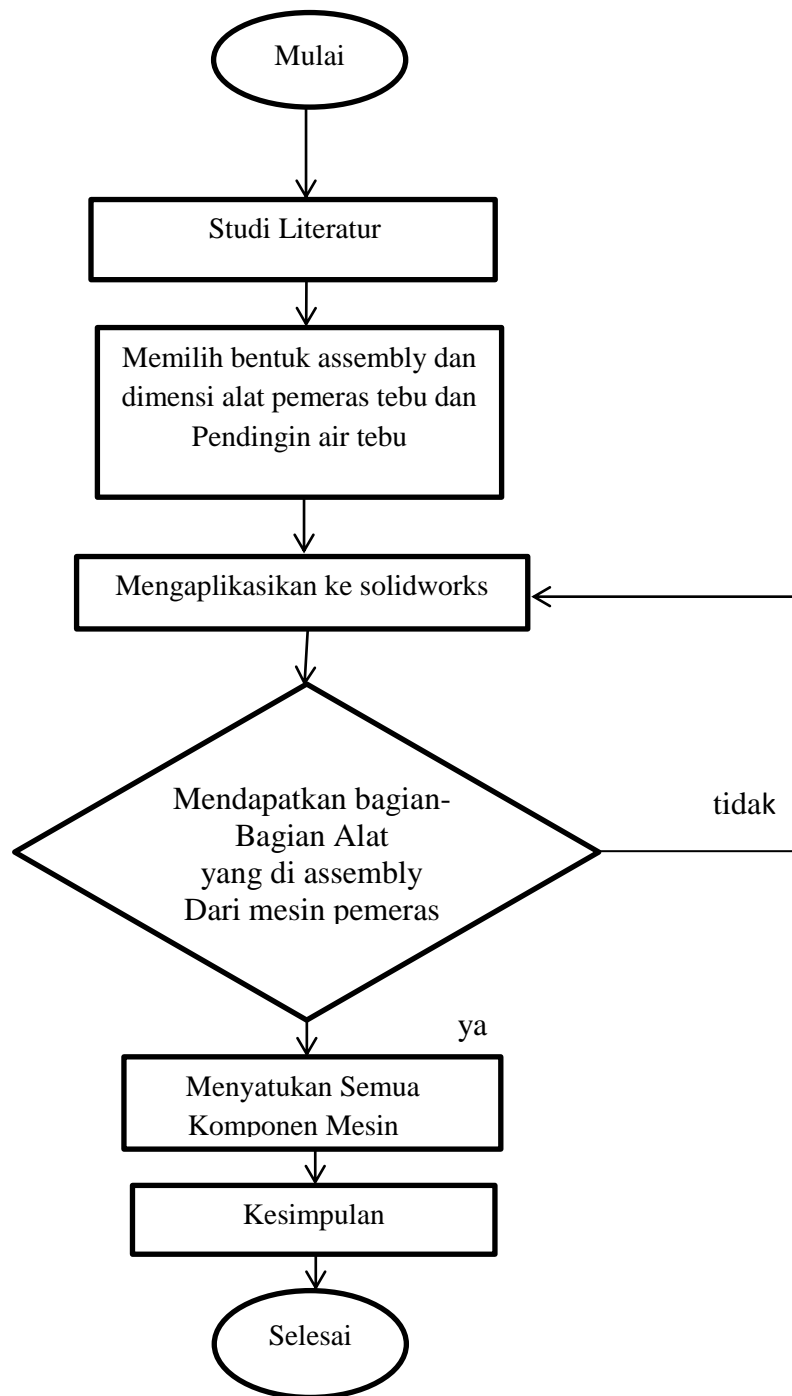 Mulai
Studi Literatur
Memilih bentuk assembly dan
dimensi alat pemeras tebu dan
Pendingin air tebu
Mengaplikasikan ke solidworks
Mendapatkan bagian-
Bagian Alat
yang di assembly
Dari mesin pemeras
tidak
ya
Menyatukan Semua
Komponen Mesin
Kesimpulan
Selesai